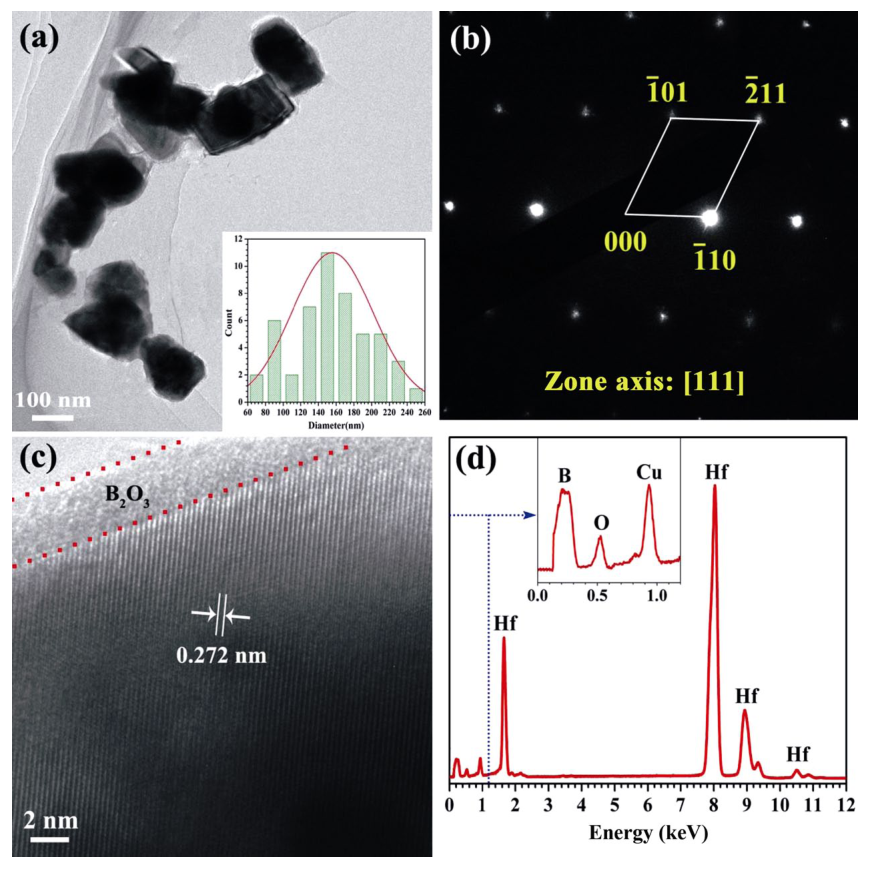 (a)
100 nm
Count
12
10
8
6
4
2
0
60 80 100 120 140 160 180 200 220 240 260
Diameter(nm)
(b)
1̅01 2̅11
000
1̅10
Zone axis: [111]
(c)
B₂O₃
0.272 nm
2 nm
(d)
B O Cu
0.0 0.5 1.0
Hf
Hf
Hf
Hf
0 1 2 3 4 5 6 7 8 9 10 11 12
Energy (keV)